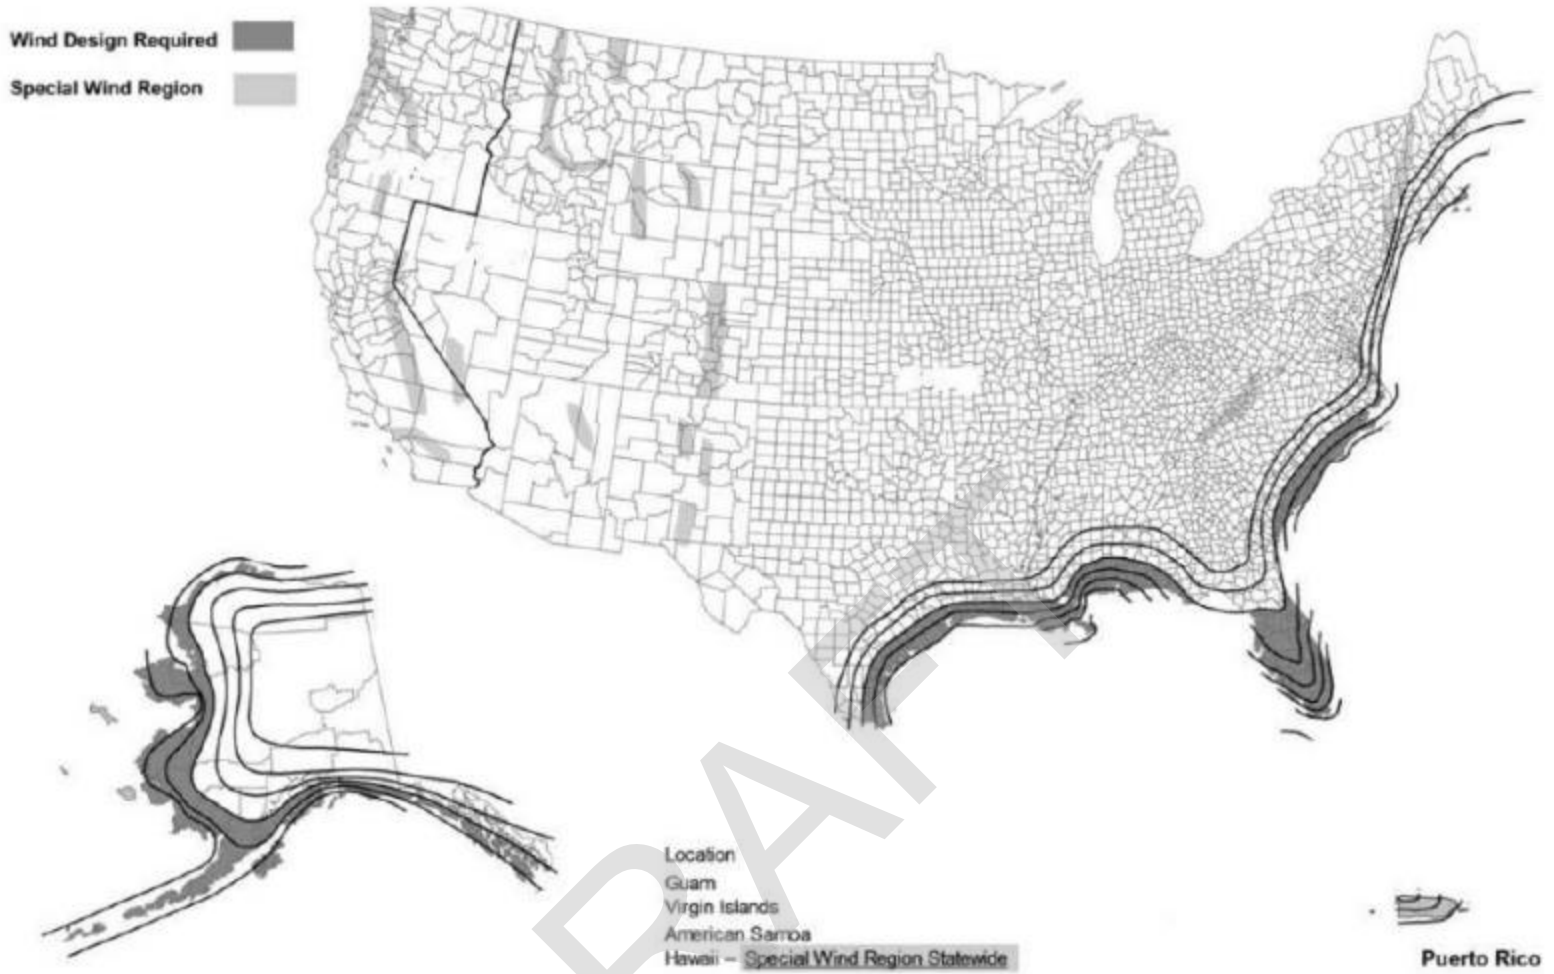 Wind Design Required
Special Wind Region
DRAFT
Location
Guam
Virgin Islands
American Samoa
Hawaii – Special Wind Region Statewide
Puerto Rico